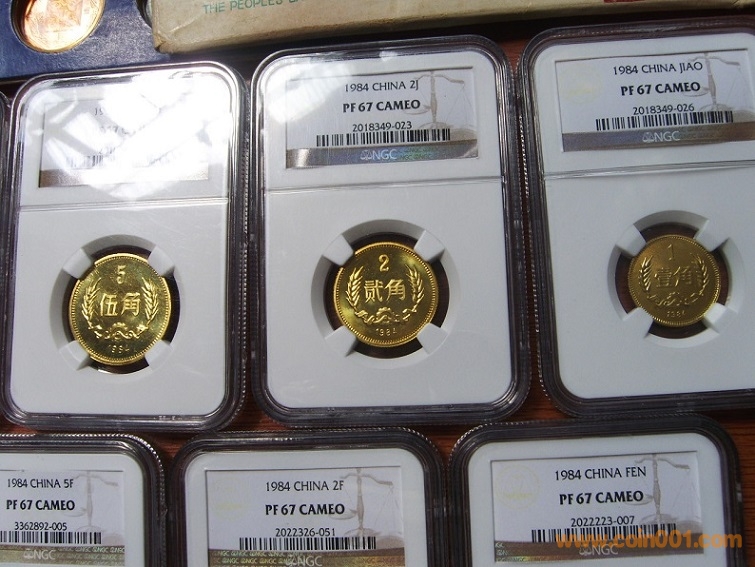 THE PEOPLES
1984 CHINA 2J
PF 67 CAMEO
2018349-023
NGC
1984 CHINA JIAO
PF 67 CAMEO
2018349-026
NGC
5
伍角
1984
2
贰角
1984
1
壹角
1984 CHINA 5F
PF 67 CAMEO
3362892-005
NGC
1984 CHINA 2F
PF 67 CAMEO
2022326-051
NGC
1984 CHINA FEN
PF 67 CAMEO
2022223-007
www.coin001.com